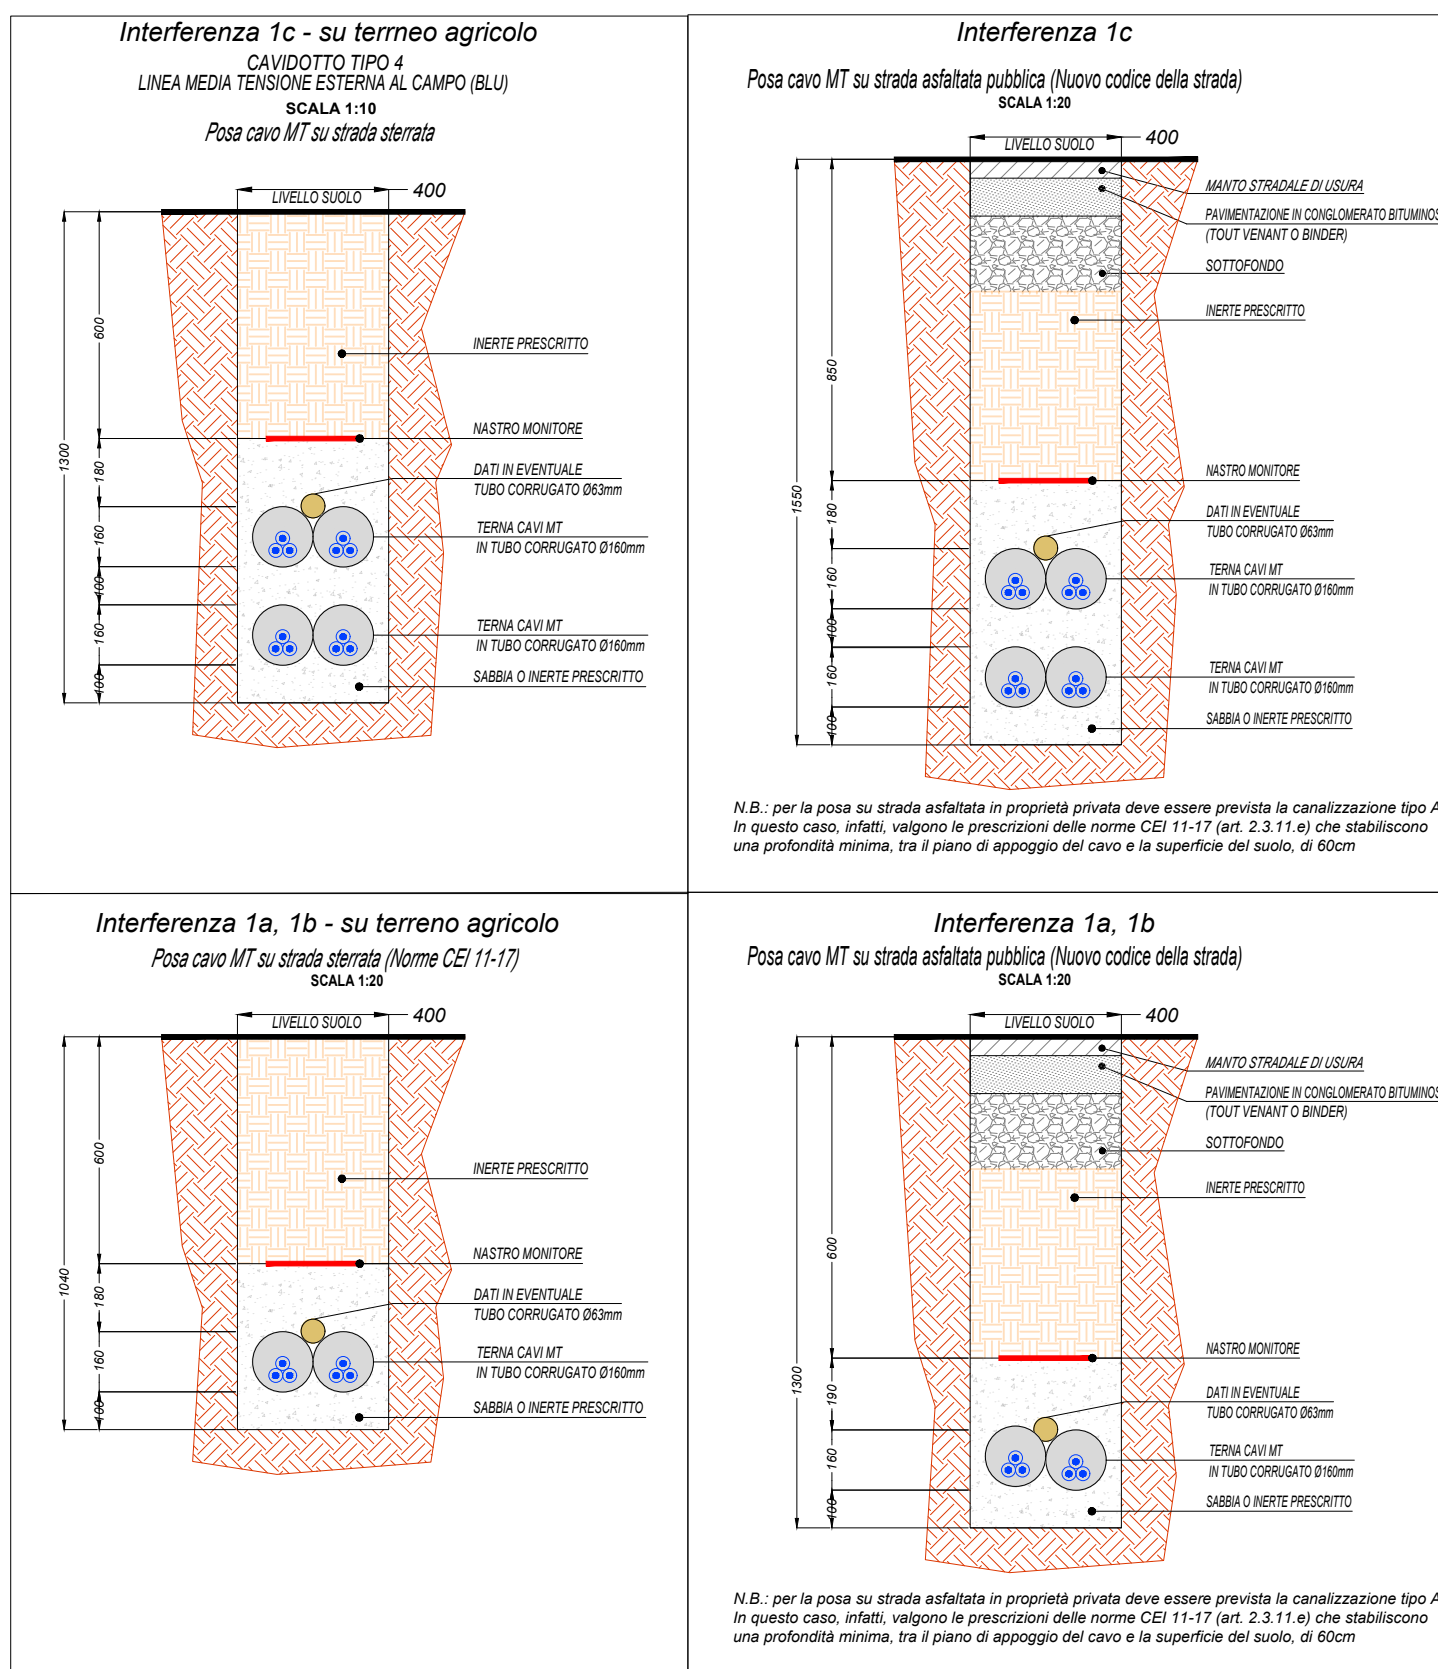 Interferenza 1c - su terrneo agricolo
CAVIDOTTO TIPO 4
LINEA MEDIA TENSIONE ESTERNA AL CAMPO (BLU)
SCALA 1:10
Posa cavo MT su strada sterrata
400
LIVELLO SUOLO
1300
600
180
160
100
160
100
INERTE PRESCRITTO
NASTRO MONITORE
DATI IN EVENTUALE
TUBO CORRUGATO Ø63mm
TERNA CAVI MT
IN TUBO CORRUGATO Ø160mm
TERNA CAVI MT
IN TUBO CORRUGATO Ø160mm
SABBIA O INERTE PRESCRITTO
Interferenza 1c
Posa cavo MT su strada asfaltata pubblica (Nuovo codice della strada)
SCALA 1:20
400
LIVELLO SUOLO
1550
850
180
160
100
160
100
MANTO STRADALE DI USURA
PAVIMENTAZIONE IN CONGLOMERATO BITUMINOS
(TOUT VENANT O BINDER)
SOTTOFONDO
INERTE PRESCRITTO
NASTRO MONITORE
DATI IN EVENTUALE
TUBO CORRUGATO Ø63mm
TERNA CAVI MT
IN TUBO CORRUGATO Ø160mm
TERNA CAVI MT
IN TUBO CORRUGATO Ø160mm
SABBIA O INERTE PRESCRITTO
N.B.: per la posa su strada asfaltata in proprietà privata deve essere prevista la canalizzazione tipo A
In questo caso, infatti, valgono le prescrizioni delle norme CEI 11-17 (art. 2.3.11.e) che stabiliscono
una profondità minima, tra il piano di appoggio del cavo e la superficie del suolo, di 60cm
Interferenza 1a, 1b - su terreno agricolo
Posa cavo MT su strada sterrata (Norme CEI 11-17)
SCALA 1:20
400
LIVELLO SUOLO
1040
600
180
160
100
INERTE PRESCRITTO
NASTRO MONITORE
DATI IN EVENTUALE
TUBO CORRUGATO Ø63mm
TERNA CAVI MT
IN TUBO CORRUGATO Ø160mm
SABBIA O INERTE PRESCRITTO
Interferenza 1a, 1b
Posa cavo MT su strada asfaltata pubblica (Nuovo codice della strada)
SCALA 1:20
400
LIVELLO SUOLO
1300
600
190
160
100
MANTO STRADALE DI USURA
PAVIMENTAZIONE IN CONGLOMERATO BITUMINOS
(TOUT VENANT O BINDER)
SOTTOFONDO
INERTE PRESCRITTO
NASTRO MONITORE
DATI IN EVENTUALE
TUBO CORRUGATO Ø63mm
TERNA CAVI MT
IN TUBO CORRUGATO Ø160mm
SABBIA O INERTE PRESCRITTO
N.B.: per la posa su strada asfaltata in proprietà privata deve essere prevista la canalizzazione tipo A
In questo caso, infatti, valgono le prescrizioni delle norme CEI 11-17 (art. 2.3.11.e) che stabiliscono
una profondità minima, tra il piano di appoggio del cavo e la superficie del suolo, di 60cm